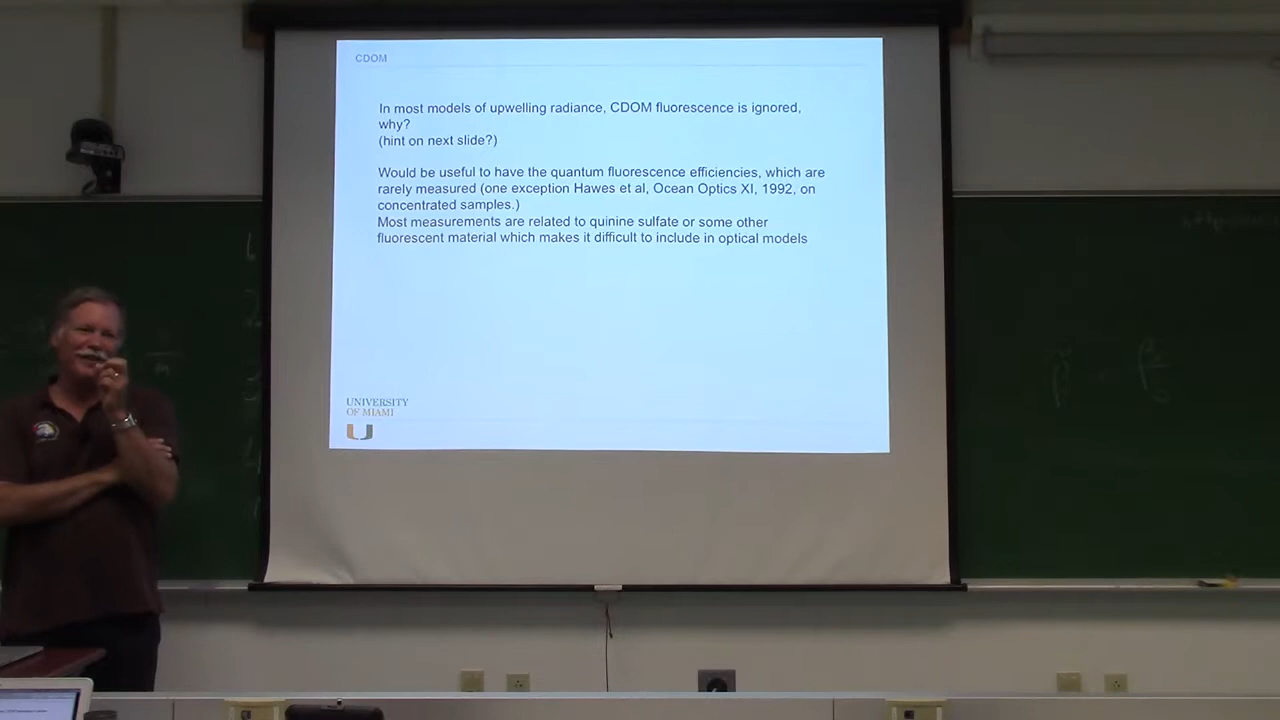 CDOM
In most models of upwelling radiance, CDOM fluorescence is ignored,
why?
(hint on next slide?)
Would be useful to have the quantum fluorescence efficiencies, which are
rarely measured (one exception Hawes et al, Ocean Optics XI, 1992, on
concentrated samples.)
Most measurements are related to quinine sulfate or some other
fluorescent material which makes it difficult to include in optical models
UNIVERSITY
OF MIAMI
U